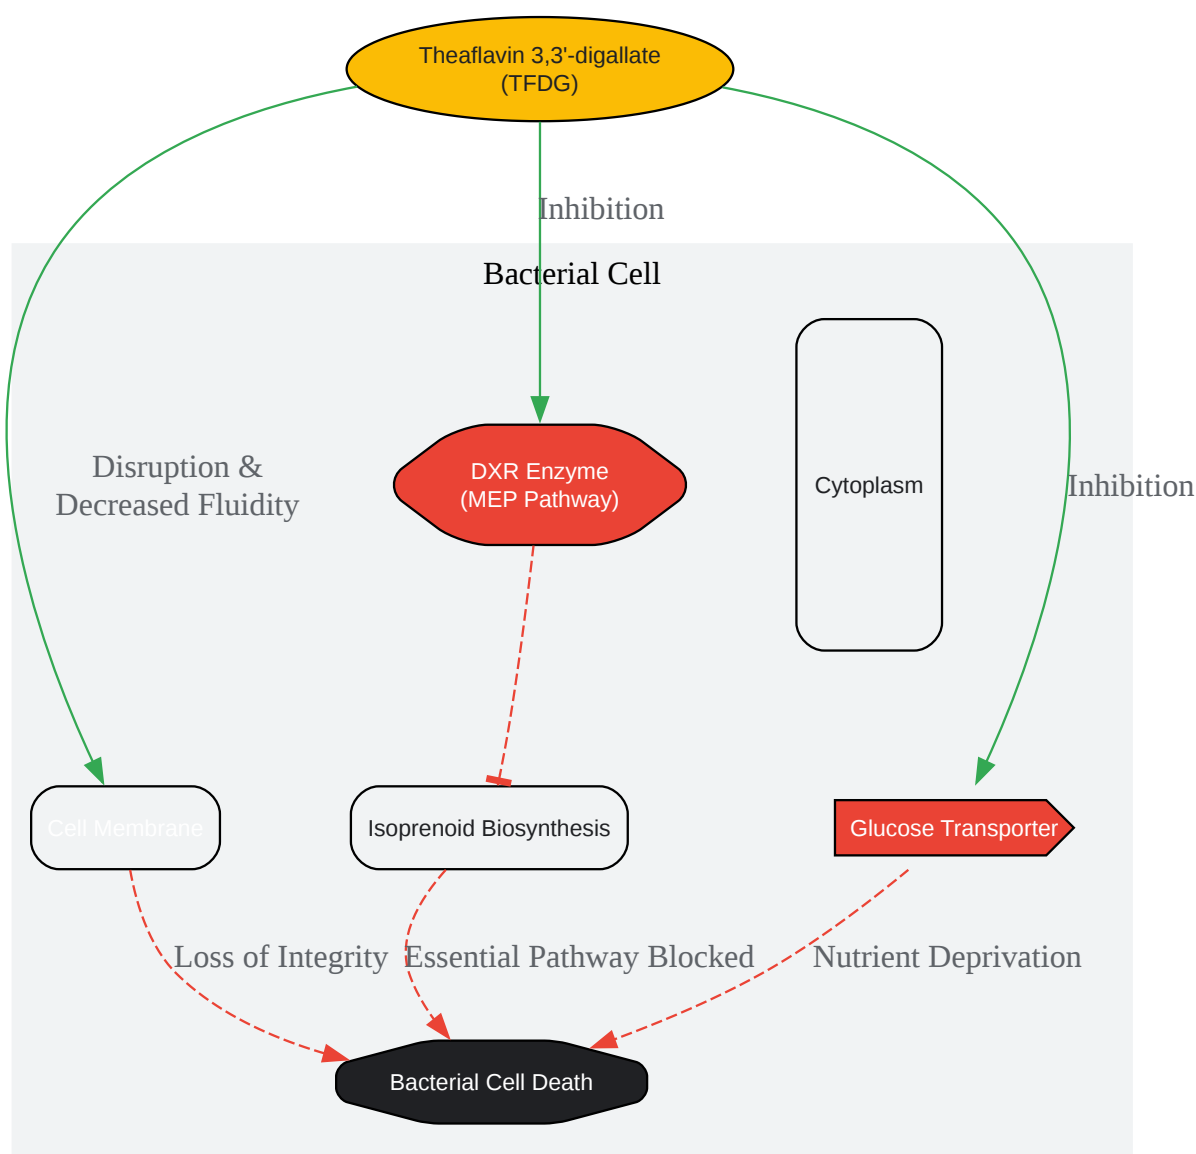 Theaflavin 3,3'-digallate
(TFDG)
Inhibition
Bacterial Cell
Disruption &
Decreased Fluidity
DXR Enzyme
(MEP Pathway)
Cytoplasm
Inhibition
Cell Membrane
Isoprenoid Biosynthesis
Glucose Transporter
Loss of Integrity
Essential Pathway Blocked
Nutrient Deprivation
Bacterial Cell Death